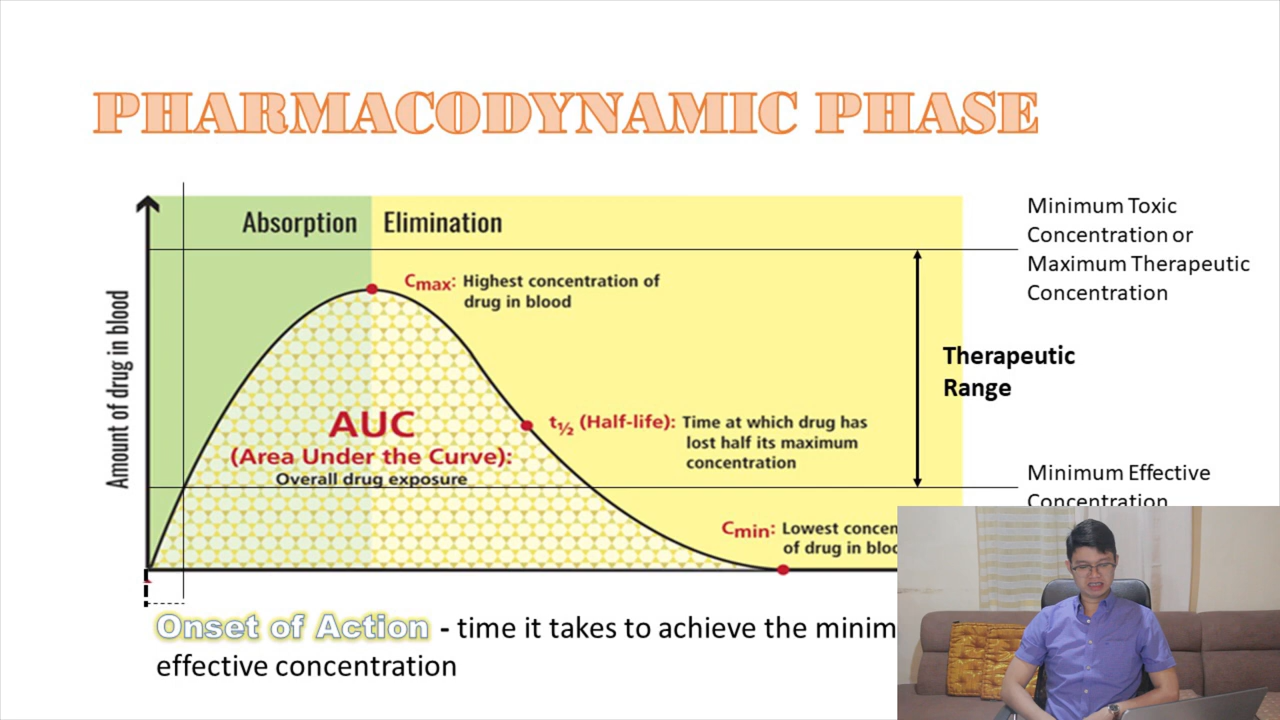 PHARMACODYNAMIC PHASE
Absorption
Elimination
Minimum Toxic
Concentration or
Maximum Therapeutic
Concentration
Cmax: Highest concentration of
drug in blood
Amount of drug in blood
Therapeutic
Range
AUC
(Area Under the Curve):
Overall drug exposure
t½ (Half-life): Time at which drug has
lost half its maximum
concentration
Minimum Effective
Concentration
Cmin: Lowest
of drug in
Onset of Action - time it takes to achieve the
effective concentration